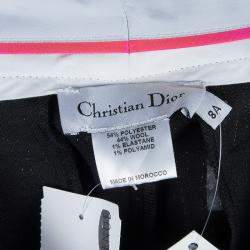 Christian Dior
54% POLYESTER
44% WOOL
1% ELASTANE
1% POLYAMID
MADE IN MOROCCO
8A